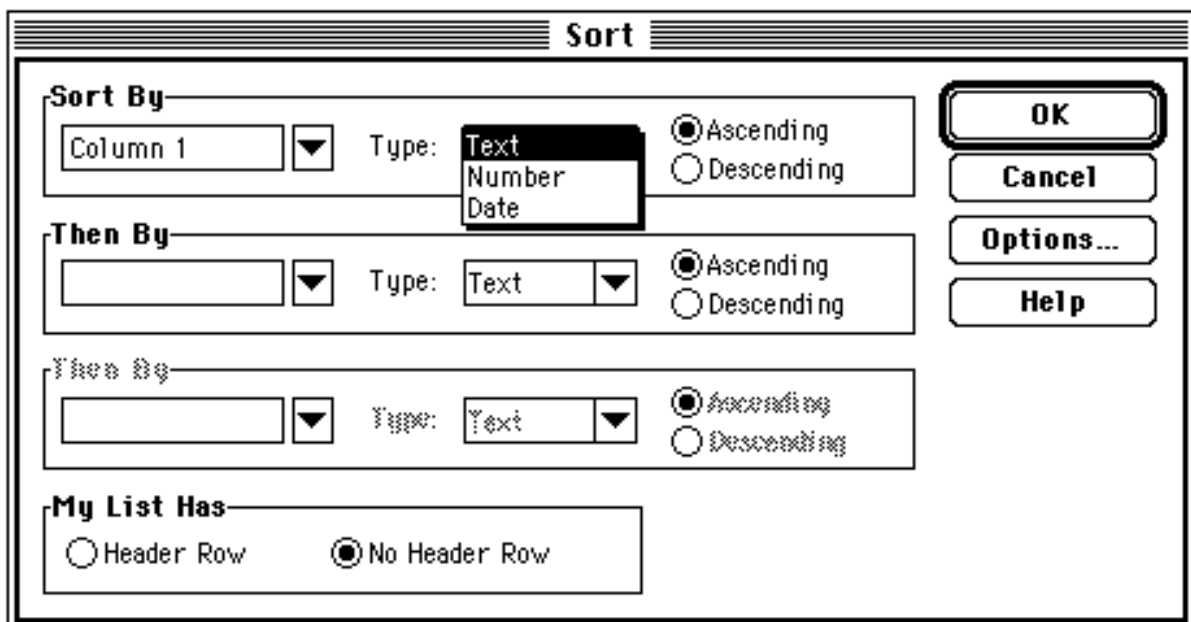 Sort
Sort By
Column 1
Type:
Text
Number
Date
Ascending
Descending
Then By
Type:
Text
Ascending
Descending
Then By
Type:
Text
Ascending
Descending
My List Has
Header Row
No Header Row
OK
Cancel
Options...
Help